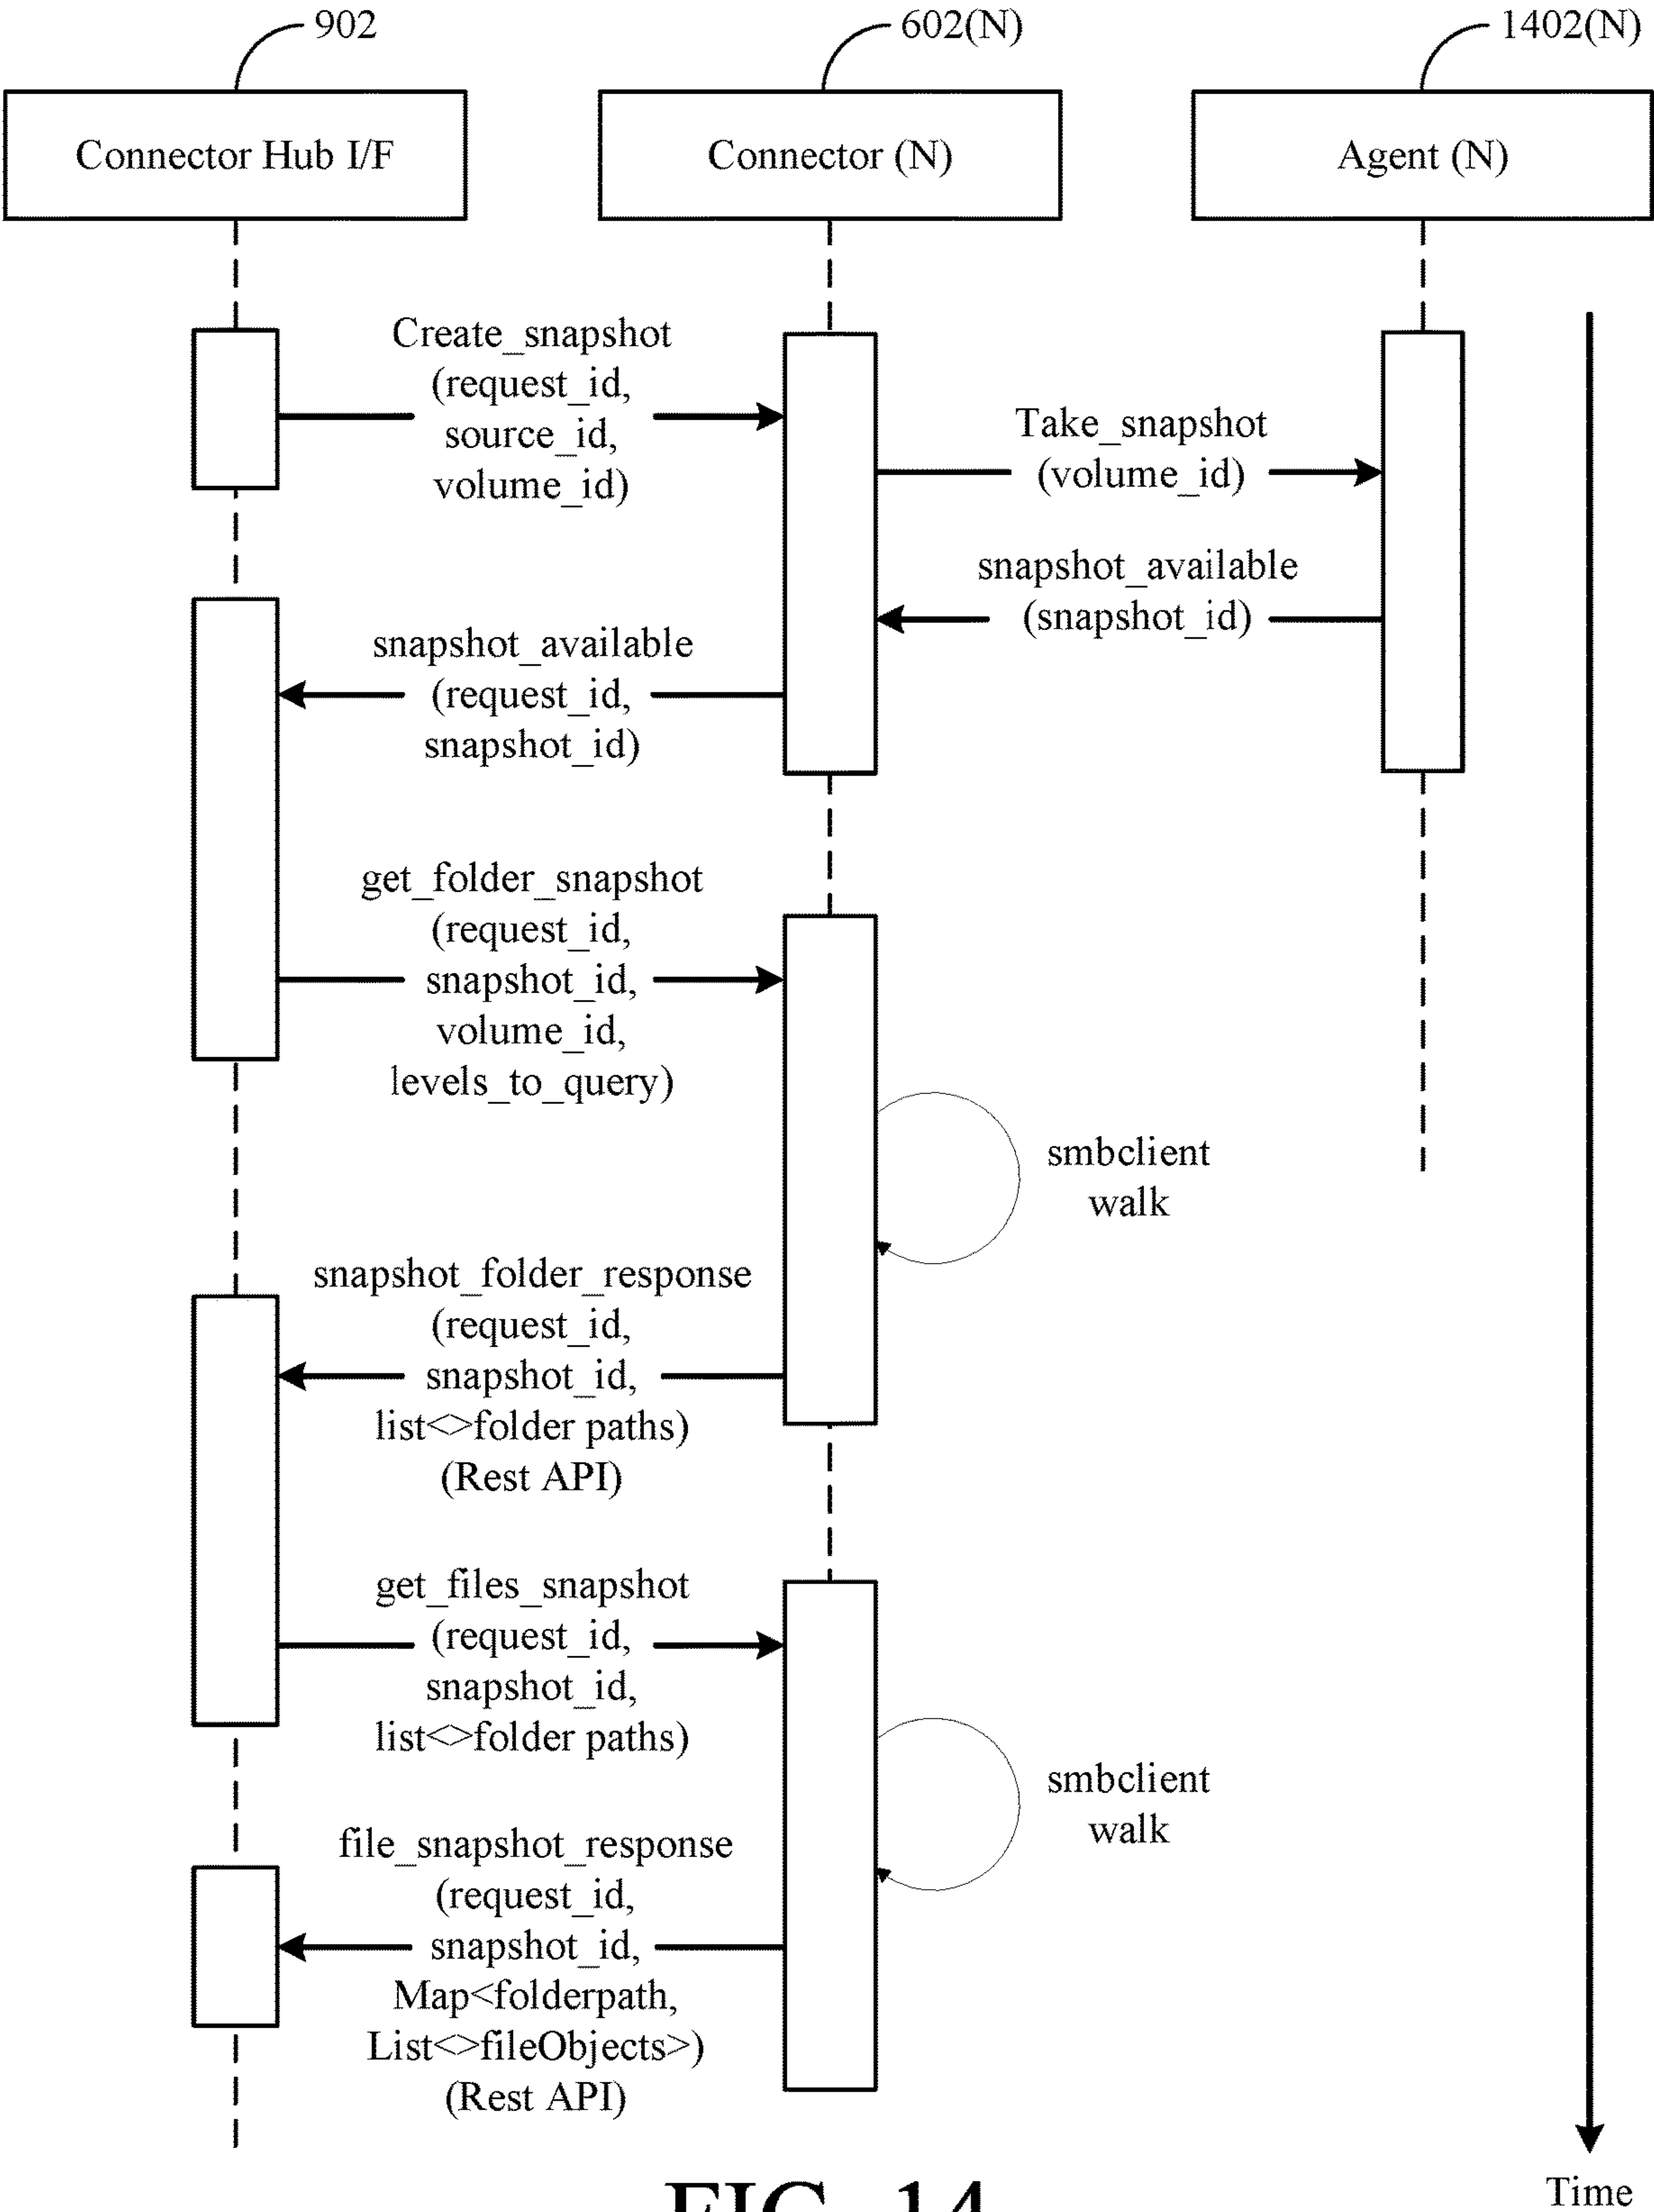 902
602(N)
1402(N)
Connector Hub I/F
Connector (N)
Agent (N)
Create_snapshot
(request_id,
source_id,
volume_id)
Take_snapshot
(volume_id)
snapshot_available
(snapshot_id)
snapshot_available
(request_id,
snapshot_id)
get_folder_snapshot
(request_id,
snapshot_id,
volume_id,
levels_to_query)
smbclient
walk
snapshot_folder_response
(request_id,
snapshot_id,
list<>folder paths)
(Rest API)
get_files_snapshot
(request_id,
snapshot_id,
list<>folder paths)
smbclient
walk
file_snapshot_response
(request_id,
snapshot_id,
Map<folderpath,
List<>fileObjects>)
(Rest API)
Time
FIG. 14